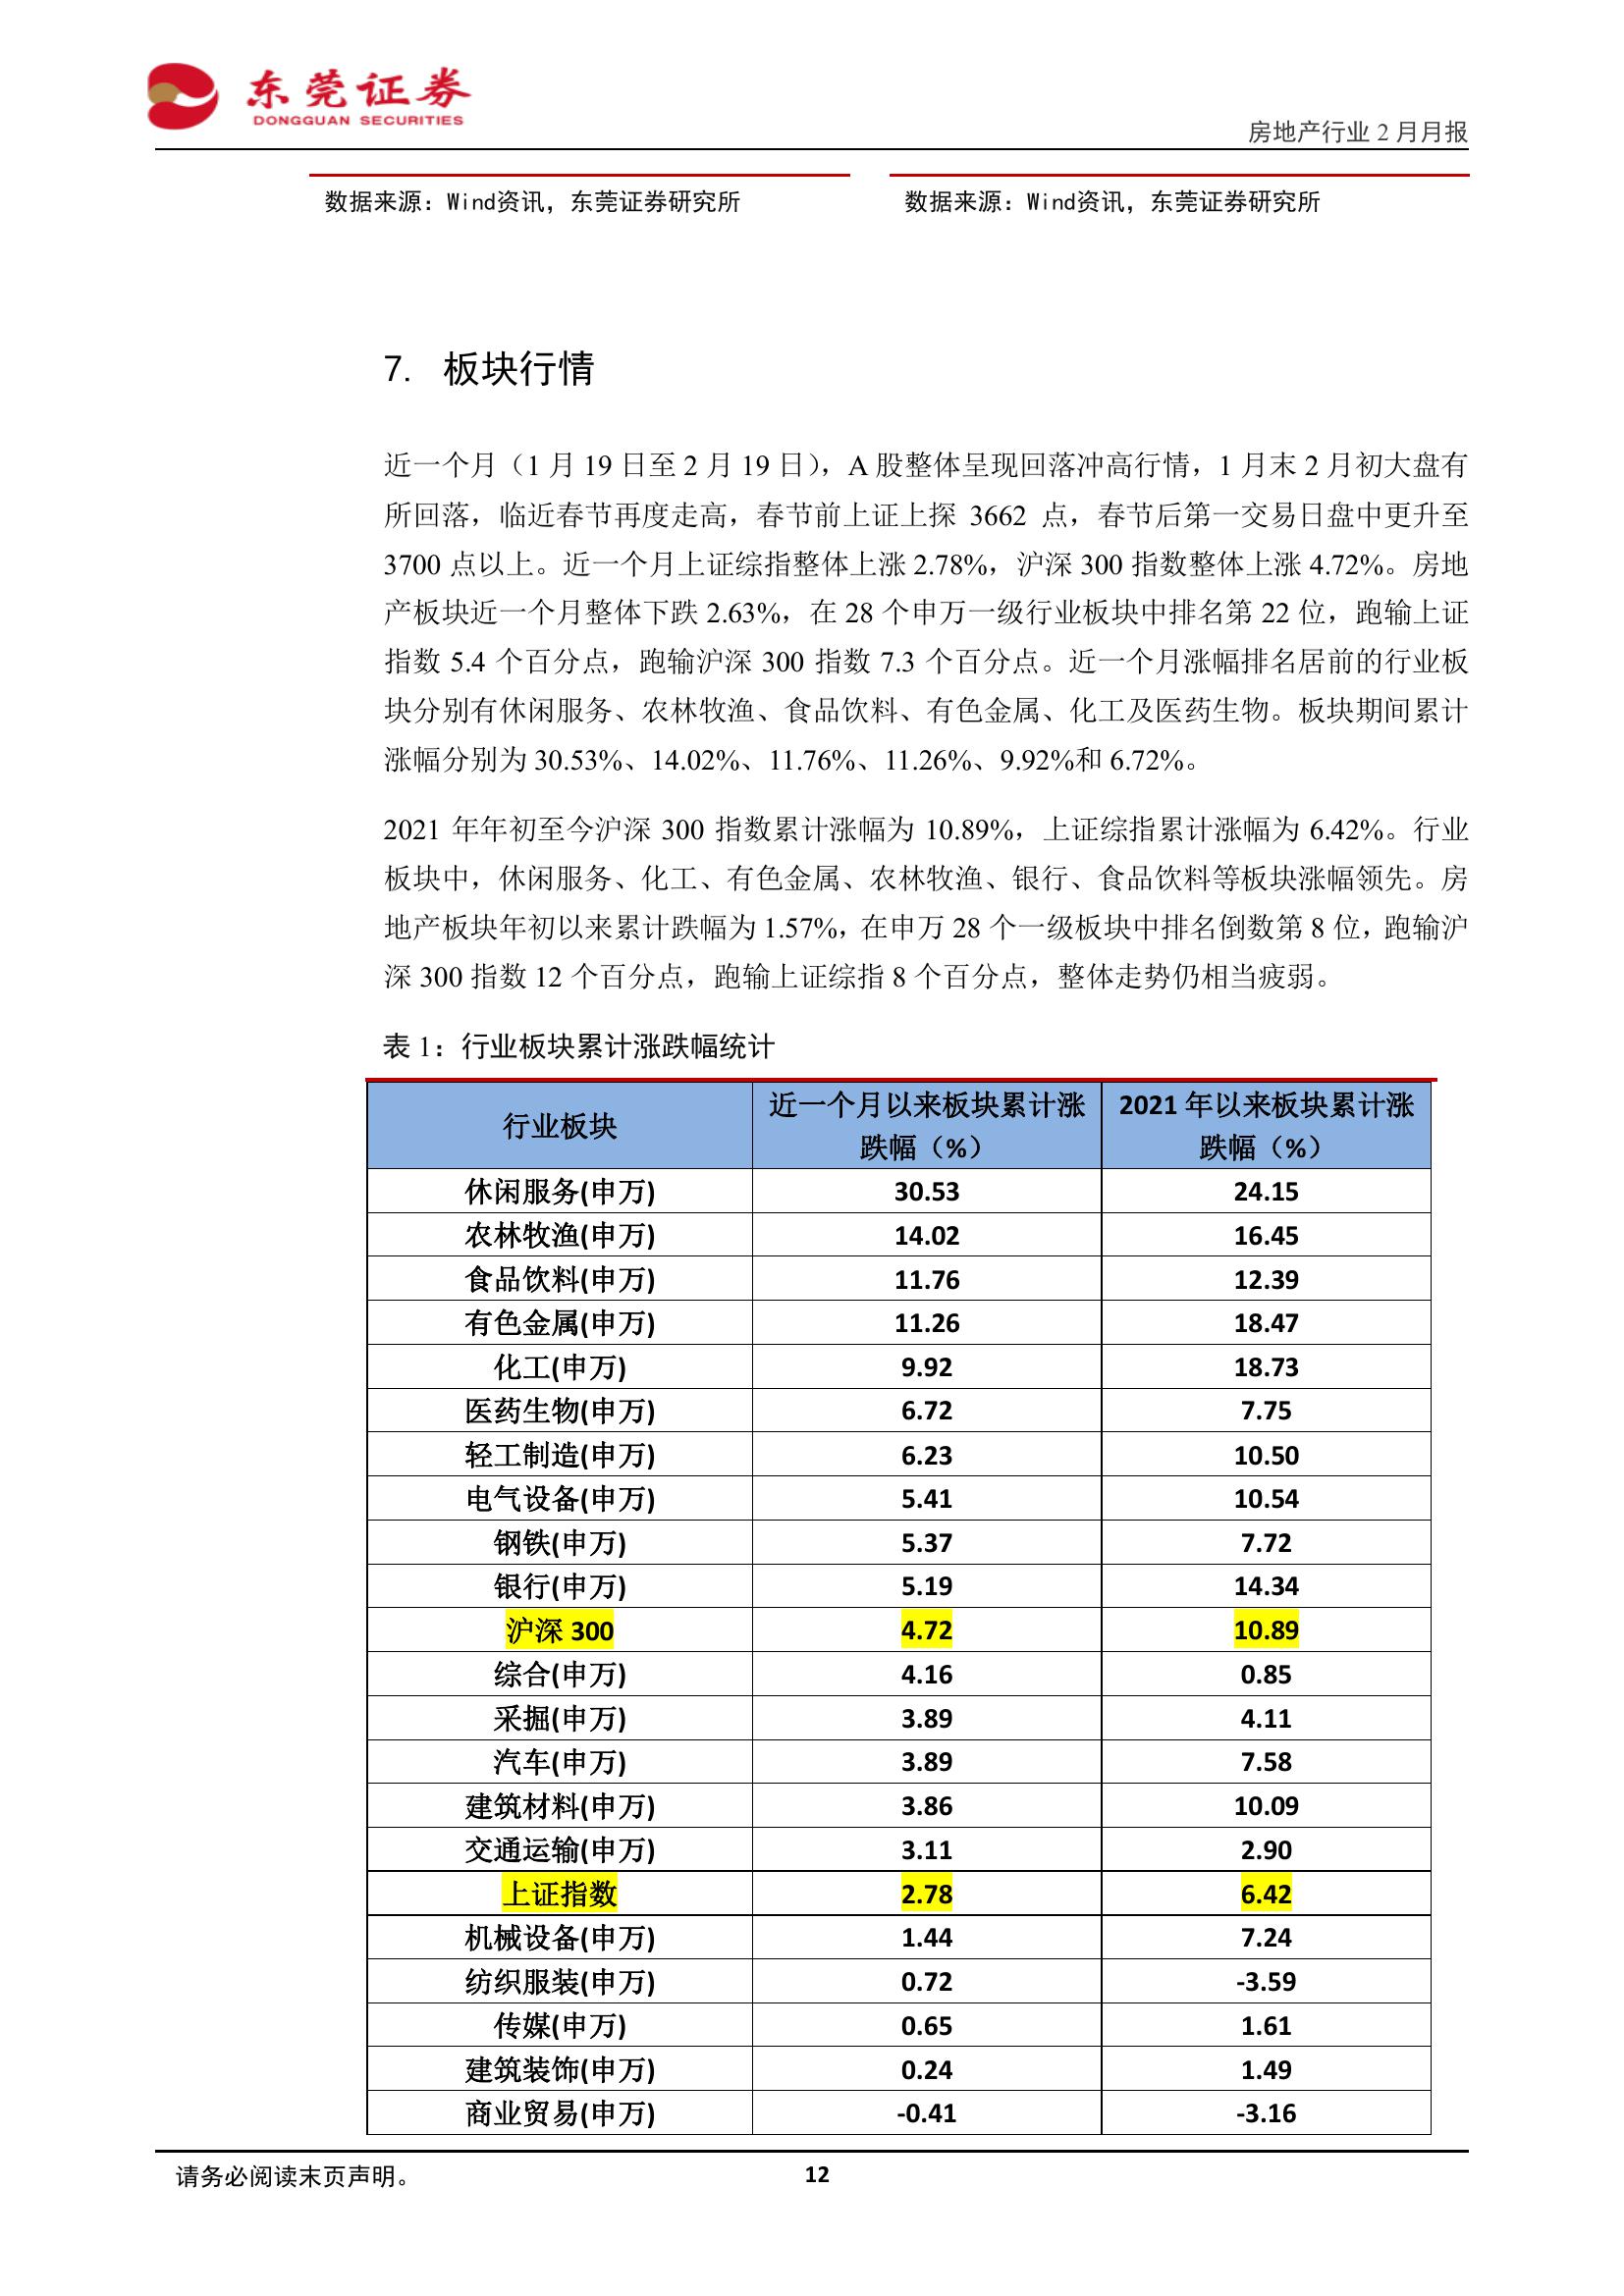 东莞证券
DONGGUAN SECURITIES
房地产行业 2 月月报
数据来源：Wind资讯，东莞证券研究所
数据来源：Wind资讯，东莞证券研究所
7. 板块行情
近一个月（1 月 19 日至 2 月 19 日），A 股整体呈现回落冲高行情，1 月末 2 月初大盘有
所回落，临近春节再度走高，春节前上证上探 3662 点，春节后第一交易日盘中更升至
3700 点以上。近一个月上证综指整体上涨 2.78%，沪深 300 指数整体上涨 4.72%。房地
产板块近一个月整体下跌 2.63%，在 28 个申万一级行业板块中排名第 22 位，跑输上证
指数 5.4 个百分点，跑输沪深 300 指数 7.3 个百分点。近一个月涨幅排名居前的行业板
块分别有休闲服务、农林牧渔、食品饮料、有色金属、化工及医药生物。板块期间累计
涨幅分别为 30.53%、14.02%、11.76%、11.26%、9.92%和 6.72%。
2021 年年初至今沪深 300 指数累计涨幅为 10.89%，上证综指累计涨幅为 6.42%。行业
板块中，休闲服务、化工、有色金属、农林牧渔、银行、食品饮料等板块涨幅领先。房
地产板块年初以来累计跌幅为 1.57%，在申万 28 个一级板块中排名倒数第 8 位，跑输沪
深 300 指数 12 个百分点，跑输上证综指 8 个百分点，整体走势仍相当疲弱。
表 1：行业板块累计涨跌幅统计
行业板块 近一个月以来板块累计涨跌幅（%） 2021 年以来板块累计涨跌幅（%）
休闲服务(申万) 30.53 24.15
农林牧渔(申万) 14.02 16.45
食品饮料(申万) 11.76 12.39
有色金属(申万) 11.26 18.47
化工(申万) 9.92 18.73
医药生物(申万) 6.72 7.75
轻工制造(申万) 6.23 10.50
电气设备(申万) 5.41 10.54
钢铁(申万) 5.37 7.72
银行(申万) 5.19 14.34
沪深 300 4.72 10.89
综合(申万) 4.16 0.85
采掘(申万) 3.89 4.11
汽车(申万) 3.89 7.58
建筑材料(申万) 3.86 10.09
交通运输(申万) 3.11 2.90
上证指数 2.78 6.42
机械设备(申万) 1.44 7.24
纺织服装(申万) 0.72 -3.59
传媒(申万) 0.65 1.61
建筑装饰(申万) 0.24 1.49
商业贸易(申万) -0.41 -3.16
请务必阅读末页声明。
12